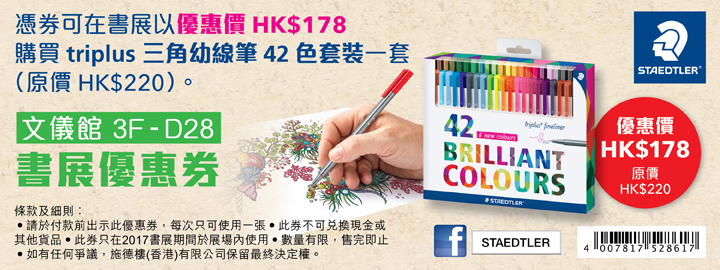 憑券可在書展以優惠價 HK$178
購買 triplus 三角幼線筆 42 色套裝一套
（原價 HK$220）。
文儀館 3F - D28
書展優惠券
42
6 new colours
triplus® fineliner
BRILLIANT
COLOURS
STAEDTLER
STAEDTLER®
優惠價
HK$178
原價
HK$220
條款及細則：
•請於付款前出示此優惠券，每次只可使用一張•此券不可兌換現金或
其他貨品•此券只在2017書展期間於展場內使用•數量有限，售完即止
•如有任何爭議，施德樓(香港)有限公司保留最終決定權。
f
STAEDTLER
4 007817 528617